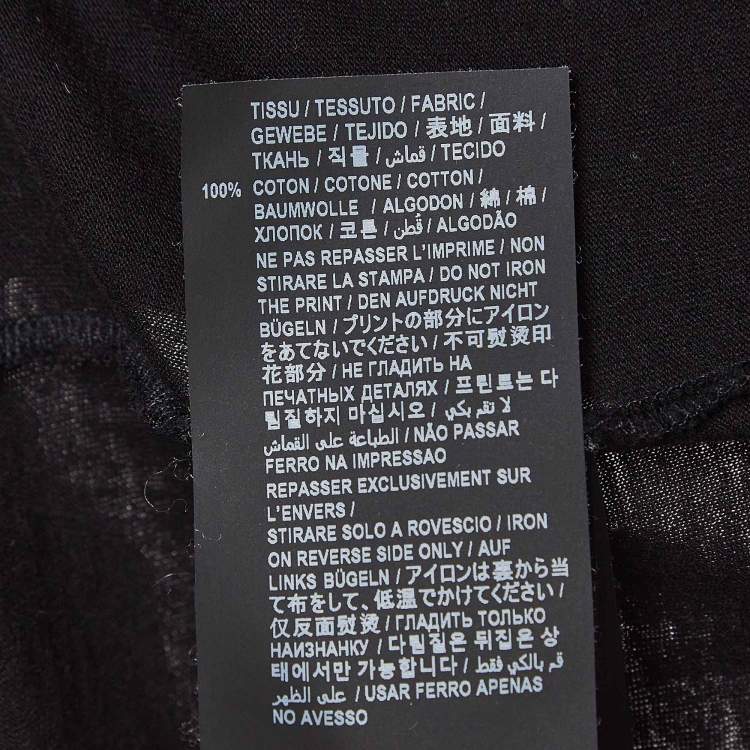 TISSU / TESSUTO / FABRIC /
GEWEBE / TEJIDO / 表地 / 面料 /
ТКАНЬ / 직물 / قماش / TECIDO
100% COTON / COTONE / COTTON /
BAUMWOLLE / ALGODON / 綿 / 棉 /
ХЛОПОК / 코튼 / قُطن / ALGODÃO
NE PAS REPASSER L'IMPRIME / NON
STIRARE LA STAMPA / DO NOT IRON
THE PRINT / DEN AUFDRUCK NICHT
BÜGELN / プリントの部分にアイロン
をあてないでください / 不可熨烫印
花部分 / НЕ ГЛАДИТЬ НА
ПЕЧАТНЫХ ДЕТАЛЯХ / 프린트는 다
림질하지 마십시오 / لا تقم بكي
الطباعة على القماش / NÃO PASSAR
FERRO NA IMPRESSAO
REPASSER EXCLUSIVEMENT SUR
L'ENVERS /
STIRARE SOLO A ROVESCIO / IRON
ON REVERSE SIDE ONLY / AUF
LINKS BÜGELN / アイロンは裏から当
て布をして、低温でかけてください /
仅反面熨烫 / ГЛАДИТЬ ТОЛЬКО
НАИЗНАНКУ / 다림질은 뒤집은 상
태에서만 가능합니다 / قم بالكي فقط
على الظهر / USAR FERRO APENAS
NO AVESSO